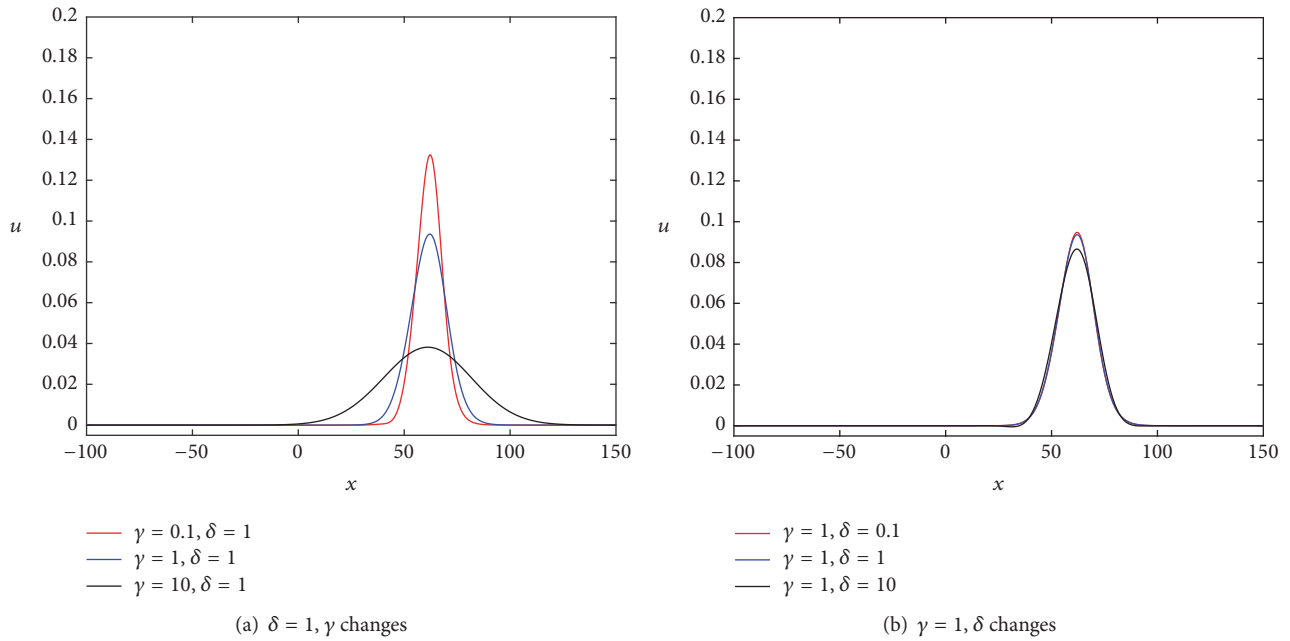 0.2
0.18
0.16
0.14
0.12
0.1
u
0.08
0.06
0.04
0.02
0
−100
−50
0
50
100
150
x
γ = 0.1, δ = 1
γ = 1, δ = 1
γ = 10, δ = 1
(a) δ = 1, γ changes
0.2
0.18
0.16
0.14
0.12
0.1
u
0.08
0.06
0.04
0.02
0
−100
−50
0
50
100
150
x
γ = 1, δ = 0.1
γ = 1, δ = 1
γ = 1, δ = 10
(b) γ = 1, δ changes